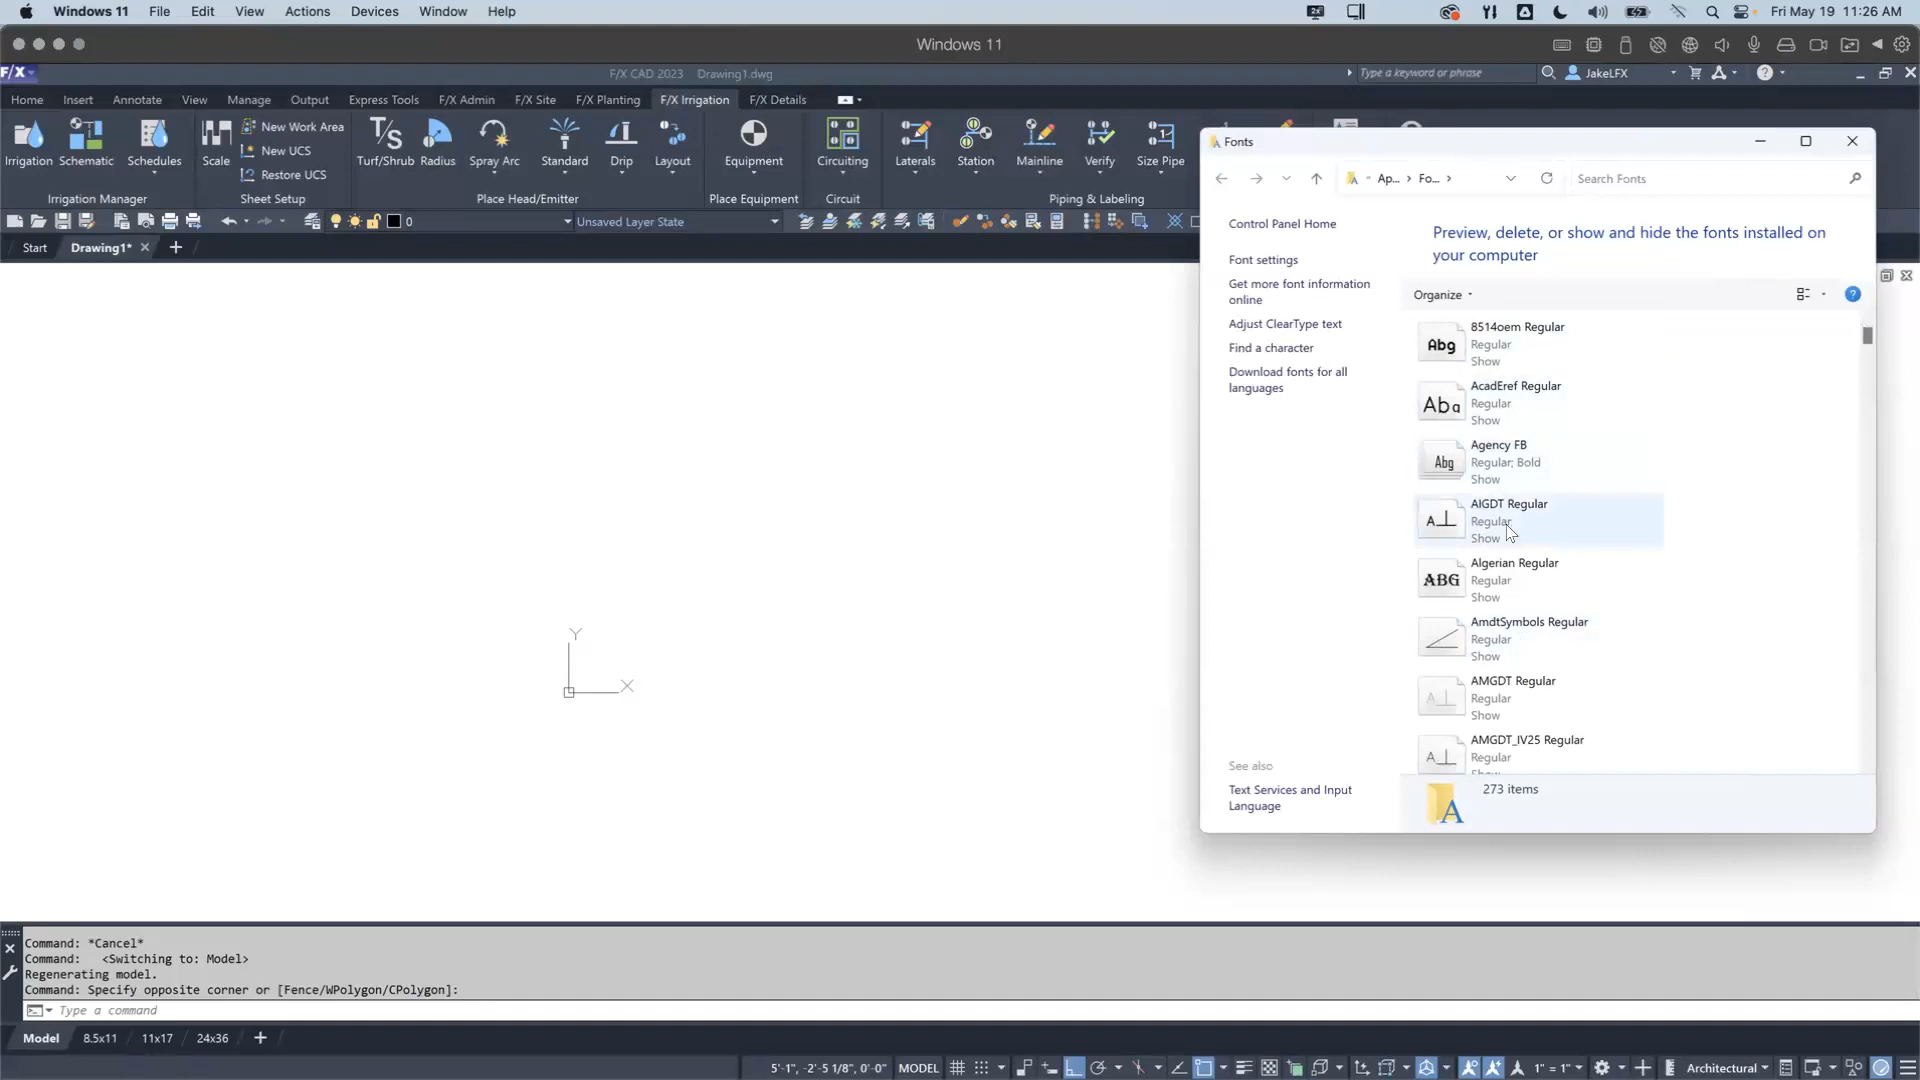 Windows 11 File Edit View Actions Devices Window Help Fri May 19 11:26 AM
Windows 11
F/X F/X CAD 2023 Drawing1.dwg Type a keyword or phrase JakeLFX
Home Insert Annotate View Manage Output Express Tools F/X Admin F/X Site F/X Planting F/X Irrigation F/X Details
New Work Area
New UCS
Restore UCS
Irrigation Schematic Schedules Scale Turf/Shrub Radius Spray Arc Standard Drip Layout Equipment Circuiting Laterals Station Mainline Verify Size Pipe
Irrigation Manager Sheet Setup Place Head/Emitter Place Equipment Circuit Piping & Labeling
0 Unsaved Layer State
Start Drawing1*
Fonts
Ap... Fo... Search Fonts
Control Panel Home
Font settings
Get more font information
online
Adjust ClearType text
Find a character
Download fonts for all
languages
See also
Text Services and Input
Language
Preview, delete, or show and hide the fonts installed on
your computer
Organize
Abg 8514oem Regular
Regular
Show
Aba AcadEref Regular
Regular
Show
Abg Agency FB
Regular; Bold
Show
A AIGDT Regular
Regular
Show
ABG Algerian Regular
Regular
Show
AmdtSymbols Regular
Regular
Show
A AMGDT Regular
Regular
Show
A AMGDT_IV25 Regular
Regular
Show
273 items
Y
X
Command: *Cancel*
Command: <Switching to: Model>
Regenerating model.
Command: Specify opposite corner or [Fence/WPolygon/CPolygon]:
Type a command
Model 8.5x11 11x17 24x36
5'-1", -2'-5 1/8", 0'-0" MODEL 1" = 1" Architectural